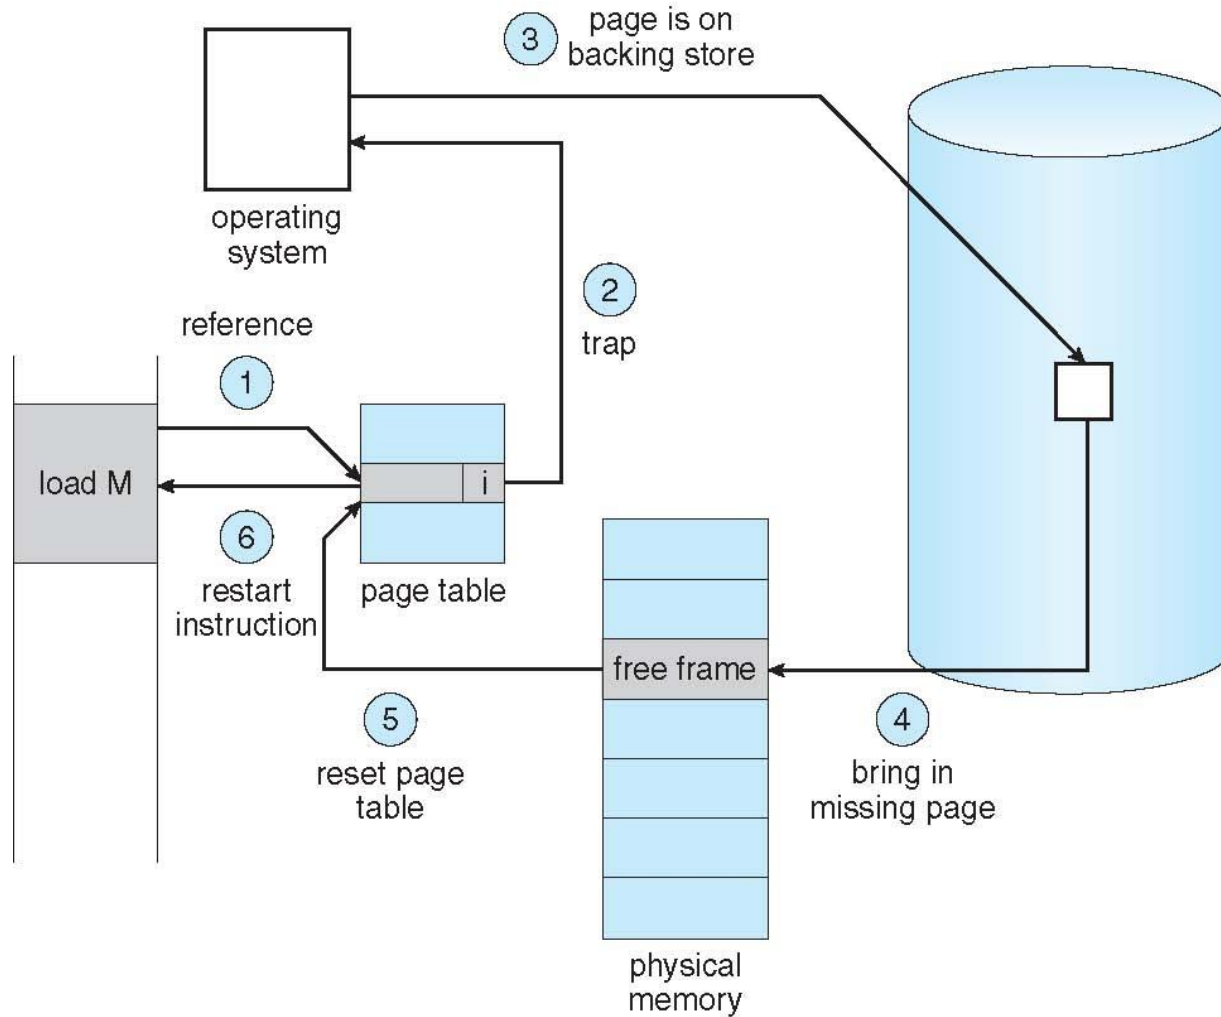 3
page is on
backing store
operating
system
2
trap
reference
1
load M
i
6
restart
instruction
page table
free frame
5
reset page
table
4
bring in
missing page
physical
memory